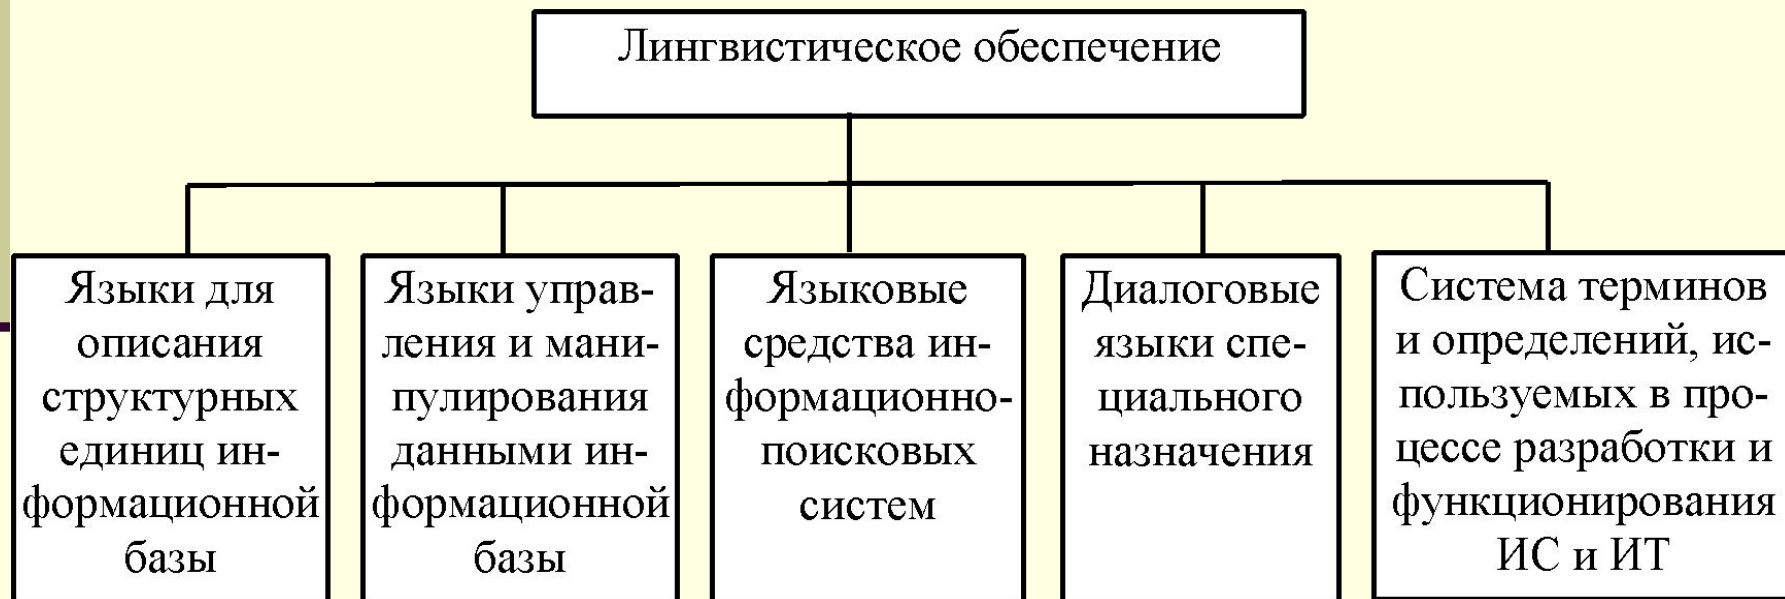 Лингвистическое обеспечение
Языки для
описания
структурных
единиц ин-
формационной
базы
Языки управ-
ления и мани-
пулирования
данными ин-
формационной
базы
Языковые
средства ин-
формационно-
поисковых
систем
Диалоговые
языки спе-
циального
назначения
Система терминов
и определений, ис-
пользуемых в про-
цессе разработки и
функционирования
ИС и ИТ